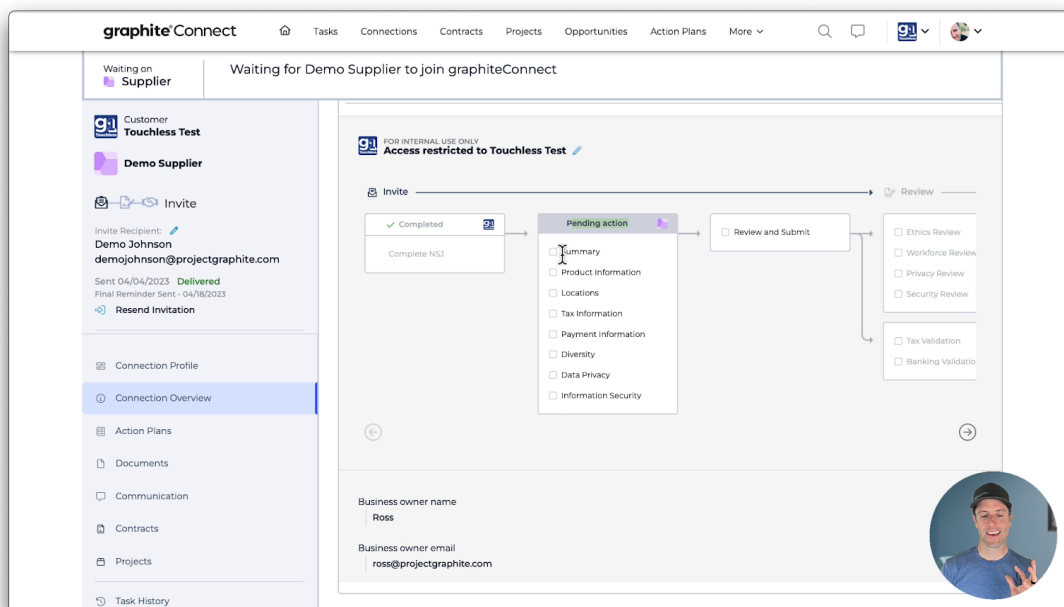 graphite Connect
Tasks
Connections
Contracts
Projects
Opportunities
Action Plans
More
Waiting on
Supplier
Waiting for Demo Supplier to join graphiteConnect
Customer
Touchless Test
Demo Supplier
Invite
Invite Recipient:
Demo Johnson
demojohnson@projectgraphite.com
Sent 04/04/2023 Delivered
Final Reminder Sent - 04/18/2023
Resend Invitation
Connection Profile
Connection Overview
Action Plans
Documents
Communication
Contracts
Projects
Task History
FOR INTERNAL USE ONLY
Access restricted to Touchless Test
Invite
Review
Completed
Complete NSJ
Pending action
Summary
Product Information
Locations
Tax Information
Payment Information
Diversity
Data Privacy
Information Security
Review and Submit
Ethics Review
Workforce Review
Privacy Review
Security Review
Tax Validation
Banking Validatio
Business owner name
Ross
Business owner email
ross@projectgraphite.com